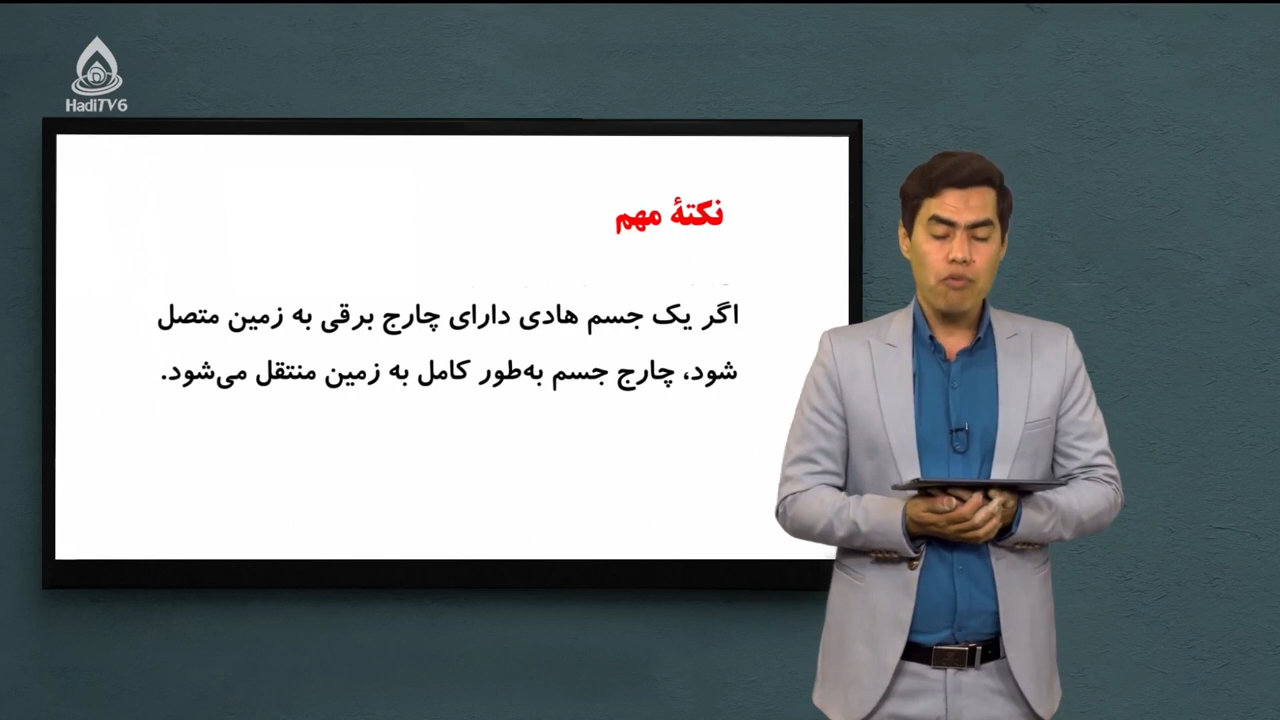 HadiTV6
نکتهٔ مهم
اگر یک جسم هادی دارای چارج برقی به زمین متصل
شود، چارج جسم به‌طور کامل به زمین منتقل می‌شود.